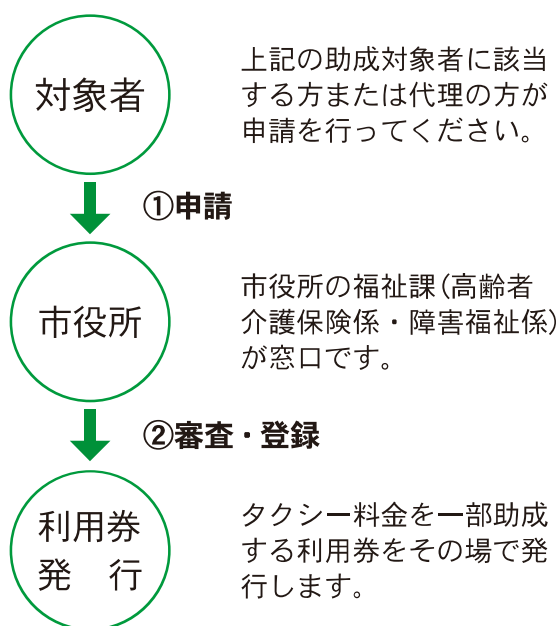 対象者
上記の助成対象者に該当
する方または代理の方が
申請を行ってください。
①申請
市役所
市役所の福祉課(高齢者
介護保険係・障害福祉係)
が窓口です。
②審査・登録
利用券
発　行
タクシー料金を一部助成
する利用券をその場で発
行します。